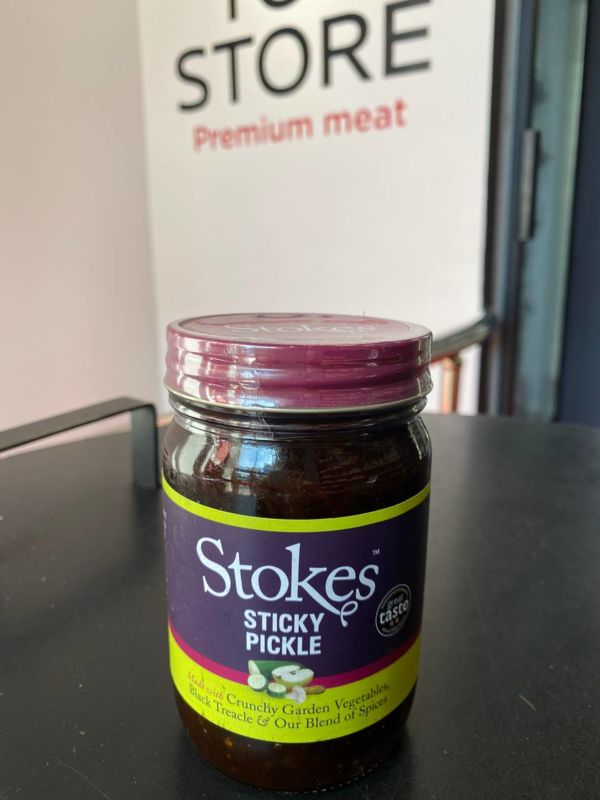 STORE
Premium meat
Stokes
Stokes™
STICKY
PICKLE
great
taste
Made with Crunchy Garden Vegetables,
Black Treacle & Our Blend of Spices